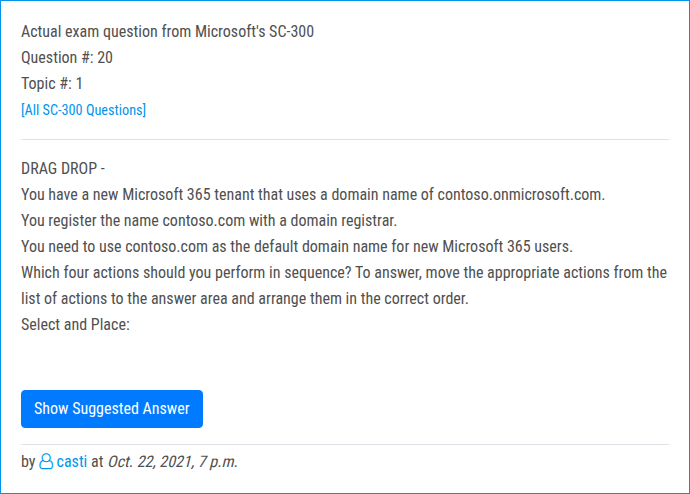 Actual exam question from Microsoft's SC-300
Question #: 20
Topic #: 1
[All SC-300 Questions]
DRAG DROP -
You have a new Microsoft 365 tenant that uses a domain name of contoso.onmicrosoft.com.
You register the name contoso.com with a domain registrar.
You need to use contoso.com as the default domain name for new Microsoft 365 users.
Which four actions should you perform in sequence? To answer, move the appropriate actions from the
list of actions to the answer area and arrange them in the correct order.
Select and Place:
Show Suggested Answer
by casti at Oct. 22, 2021, 7 p.m.